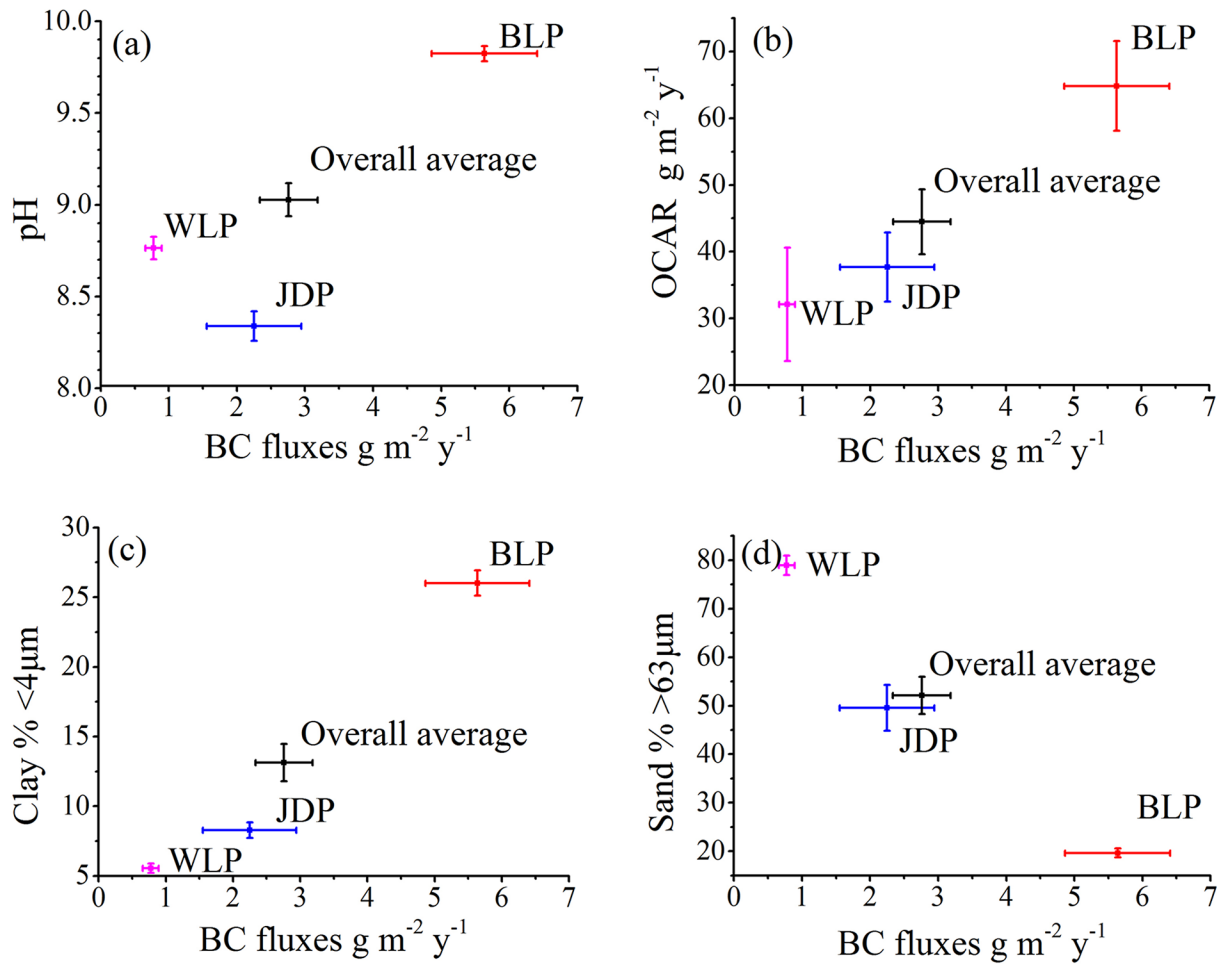 (a)
BLP
Overall average
WLP
JDP
pH
10.0
9.5
9.0
8.5
8.0
0 1 2 3 4 5 6 7
BC fluxes g m⁻² y⁻¹
(b)
BLP
Overall average
JDP
WLP
OCAR g m⁻² y⁻¹
70
60
50
40
30
20
0 1 2 3 4 5 6 7
BC fluxes g m⁻² y⁻¹
(c)
BLP
Overall average
JDP
WLP
Clay % <4μm
30
25
20
15
10
5
0 1 2 3 4 5 6 7
BC fluxes g m⁻² y⁻¹
(d)
WLP
Overall average
JDP
BLP
Sand % >63μm
80
70
60
50
40
30
20
0 1 2 3 4 5 6 7
BC fluxes g m⁻² y⁻¹